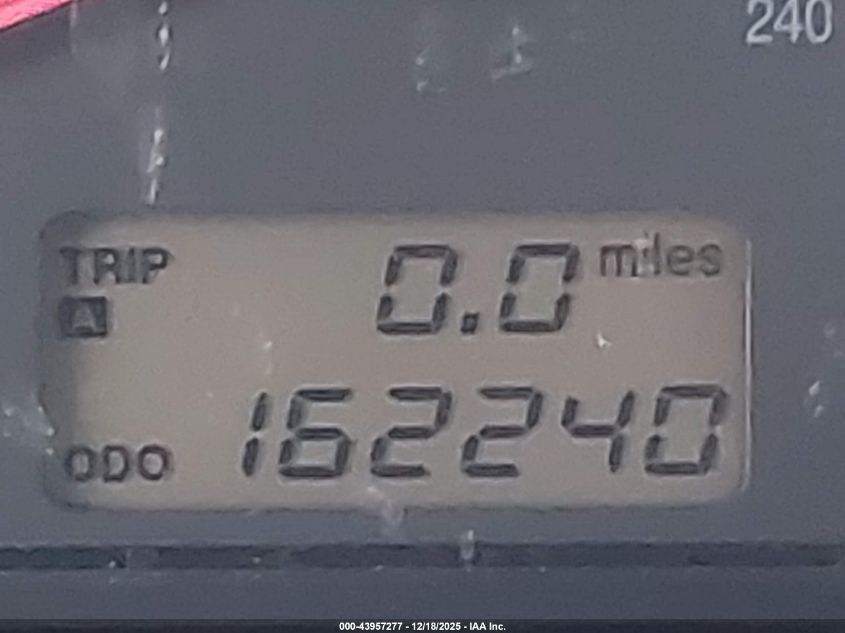 240
TRIP 0.0 miles
A
ODO 162240
000-43957277 - 12/18/2025 - IAA Inc.